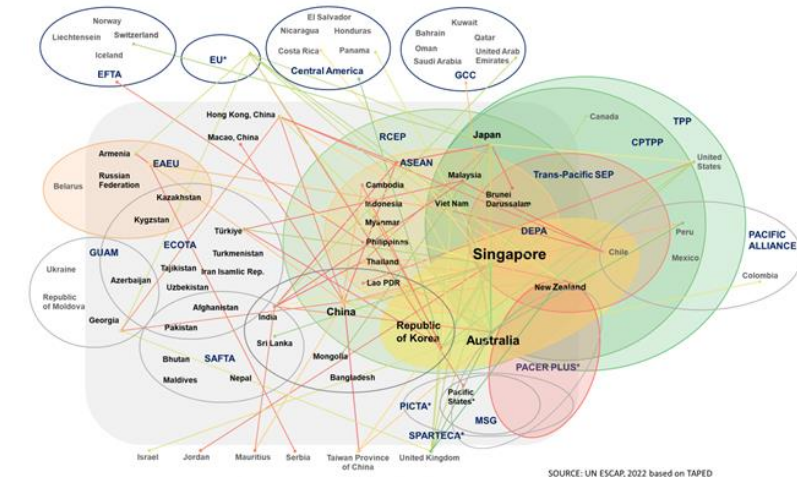 Norway
Liechtenstein
Switzerland
Iceland
EFTA
EU*
El Salvador
Nicaragua
Honduras
Costa Rica
Panama
Central America
Kuwait
Bahrain
Qatar
Oman
United Arab
Emirates
Saudi Arabia
GCC
Hong Kong, China
Macao, China
RCEP
Japan
Canada
TPP
CPTPP
ASEAN
Armenia
EAEU
Russian
Federation
Belarus
Kazakhstan
Kygzstan
Cambodia
Indonesia
Myanmar
Philippinns
Thailand
Lao PDR
Malaysia
Viet Nam
Brunei
Darussalam
Trans-Pacific SEP
United
States
DEPA
Singapore
Chile
Peru
Mexico
PACIFIC
ALLIANCE
Colombia
Türkiye
ECOTA
Turkmenistan
GUAM
Ukraine
Azerbaijan
Tajikistan
Iran Isamlic Rep.
Uzbekistan
Republic
of Moldova
Georgia
Afghanistan
Pakistan
India
China
New Zealand
Republic
of Korea
Australia
Sri Lanka
SAFTA
Bhutan
Maldives
Nepal
Mongolia
Bangladesh
PACER PLUS*
Pacific
States*
PICTA*
MSG
SPARTECA*
Israel
Jordan
Mauritius
Serbia
Taiwan Province
of China
United Kingdom
SOURCE: UN ESCAP, 2022 based on TAPED